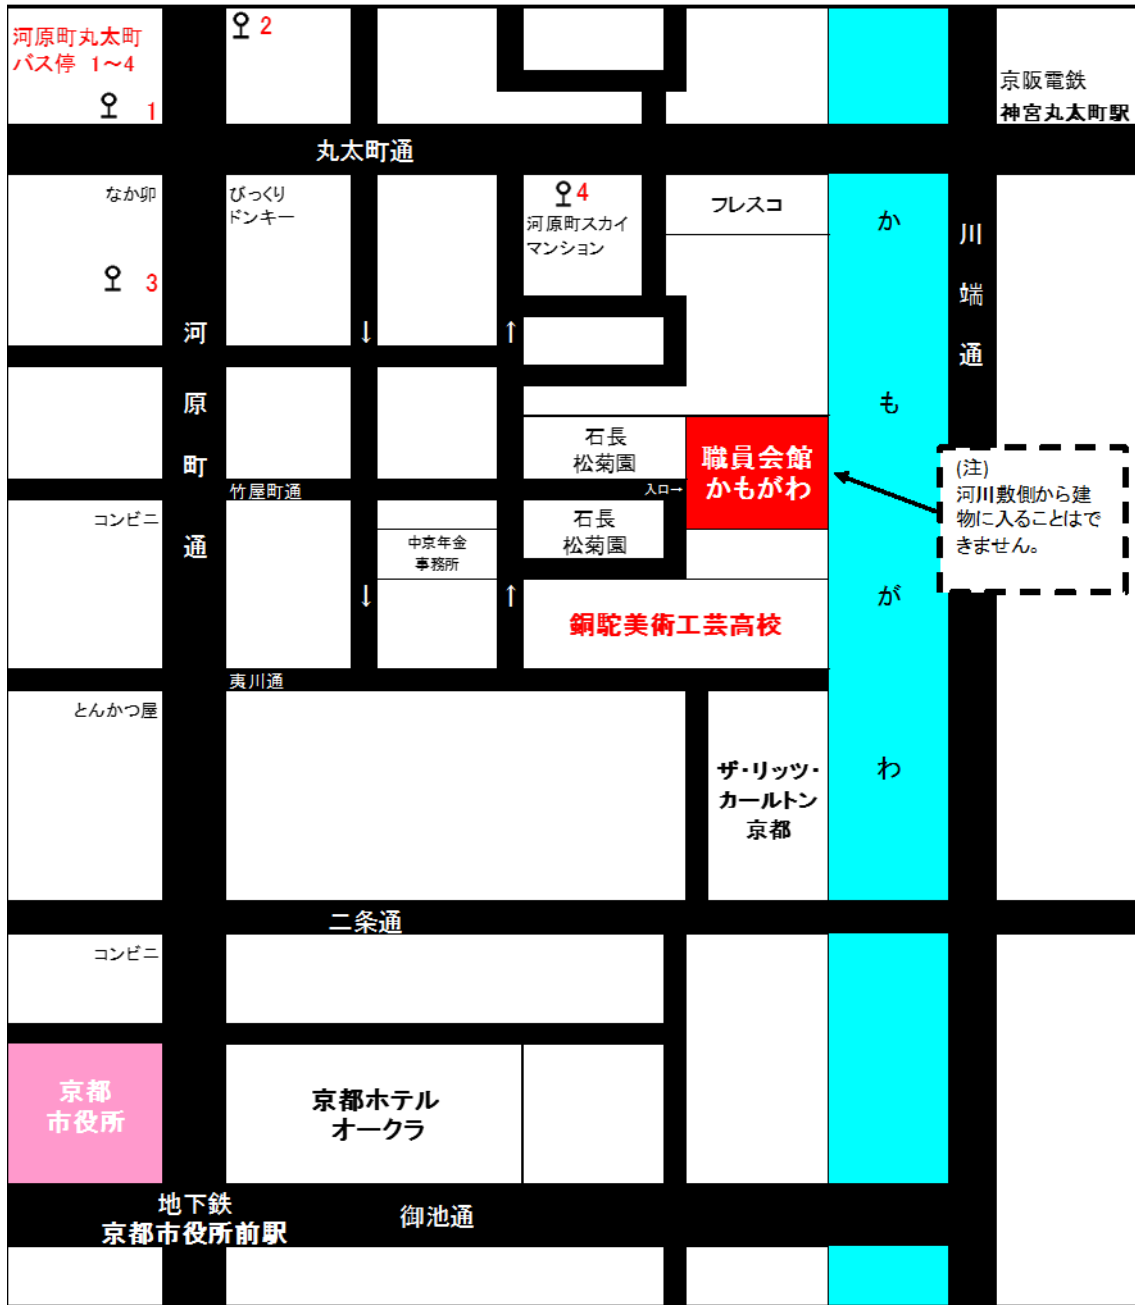 河原町丸太町
バス停 1～4
1
2
京阪電鉄
神宮丸太町駅
丸太町通
なか卯
3
びっくり
ドンキー
4
河原町スカイ
マンション
フレスコ
河原町通
川端通
かもがわ
↓
↑
石長
松菊園
職員会館
かもがわ
入口→
竹屋町通
石長
松菊園
(注)
河川敷側から建
物に入ることはで
きません。
コンビニ
中京年金
事務所
↓
↑
銅駝美術工芸高校
夷川通
とんかつ屋
ザ・リッツ・
カールトン
京都
二条通
コンビニ
京都
市役所
京都ホテル
オークラ
地下鉄
京都市役所前駅
御池通